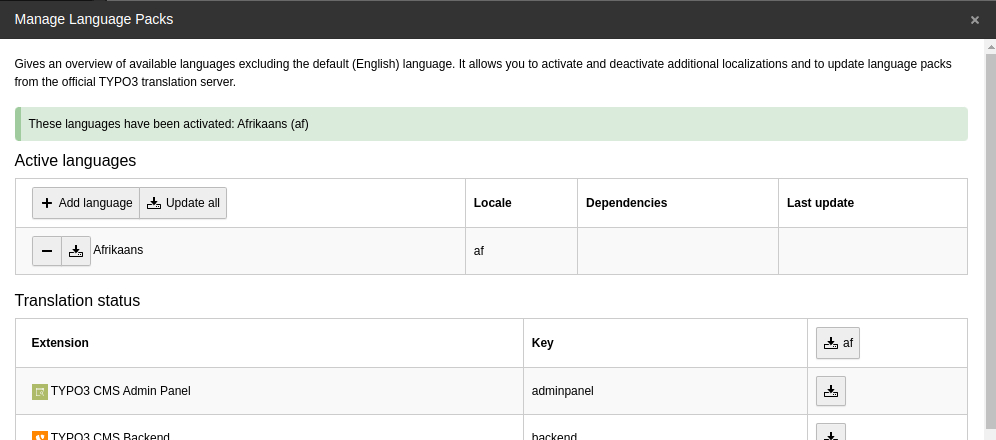 Manage Language Packs
×
Gives an overview of available languages excluding the default (English) language. It allows you to activate and deactivate additional localizations and to update language packs
from the official TYPO3 translation server.
These languages have been activated: Afrikaans (af)
Active languages
Add language Update all Locale Dependencies Last update
Afrikaans af
Translation status
Extension Key af
TYPO3 CMS Admin Panel adminpanel
TYPO3 CMS Backend backend